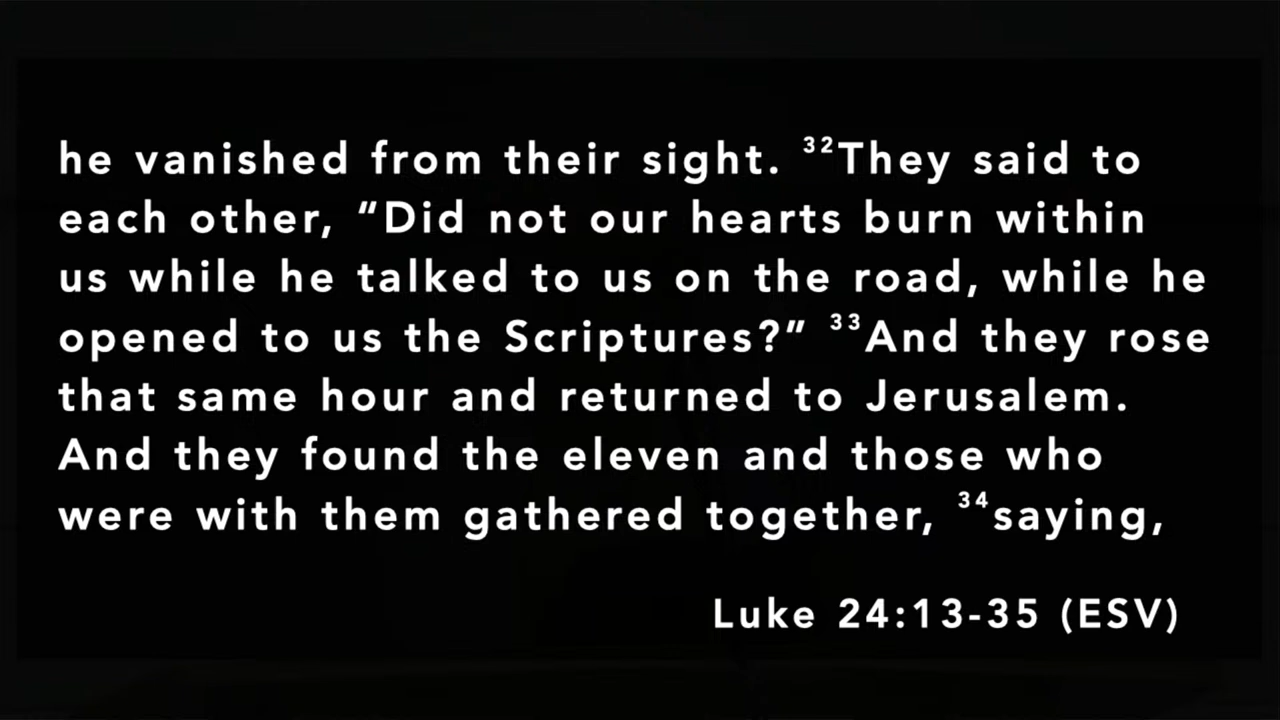 he vanished from their sight. ³²They said to
each other, “Did not our hearts burn within
us while he talked to us on the road, while he
opened to us the Scriptures?” ³³And they rose
that same hour and returned to Jerusalem.
And they found the eleven and those who
were with them gathered together, ³⁴saying,
Luke 24:13-35 (ESV)